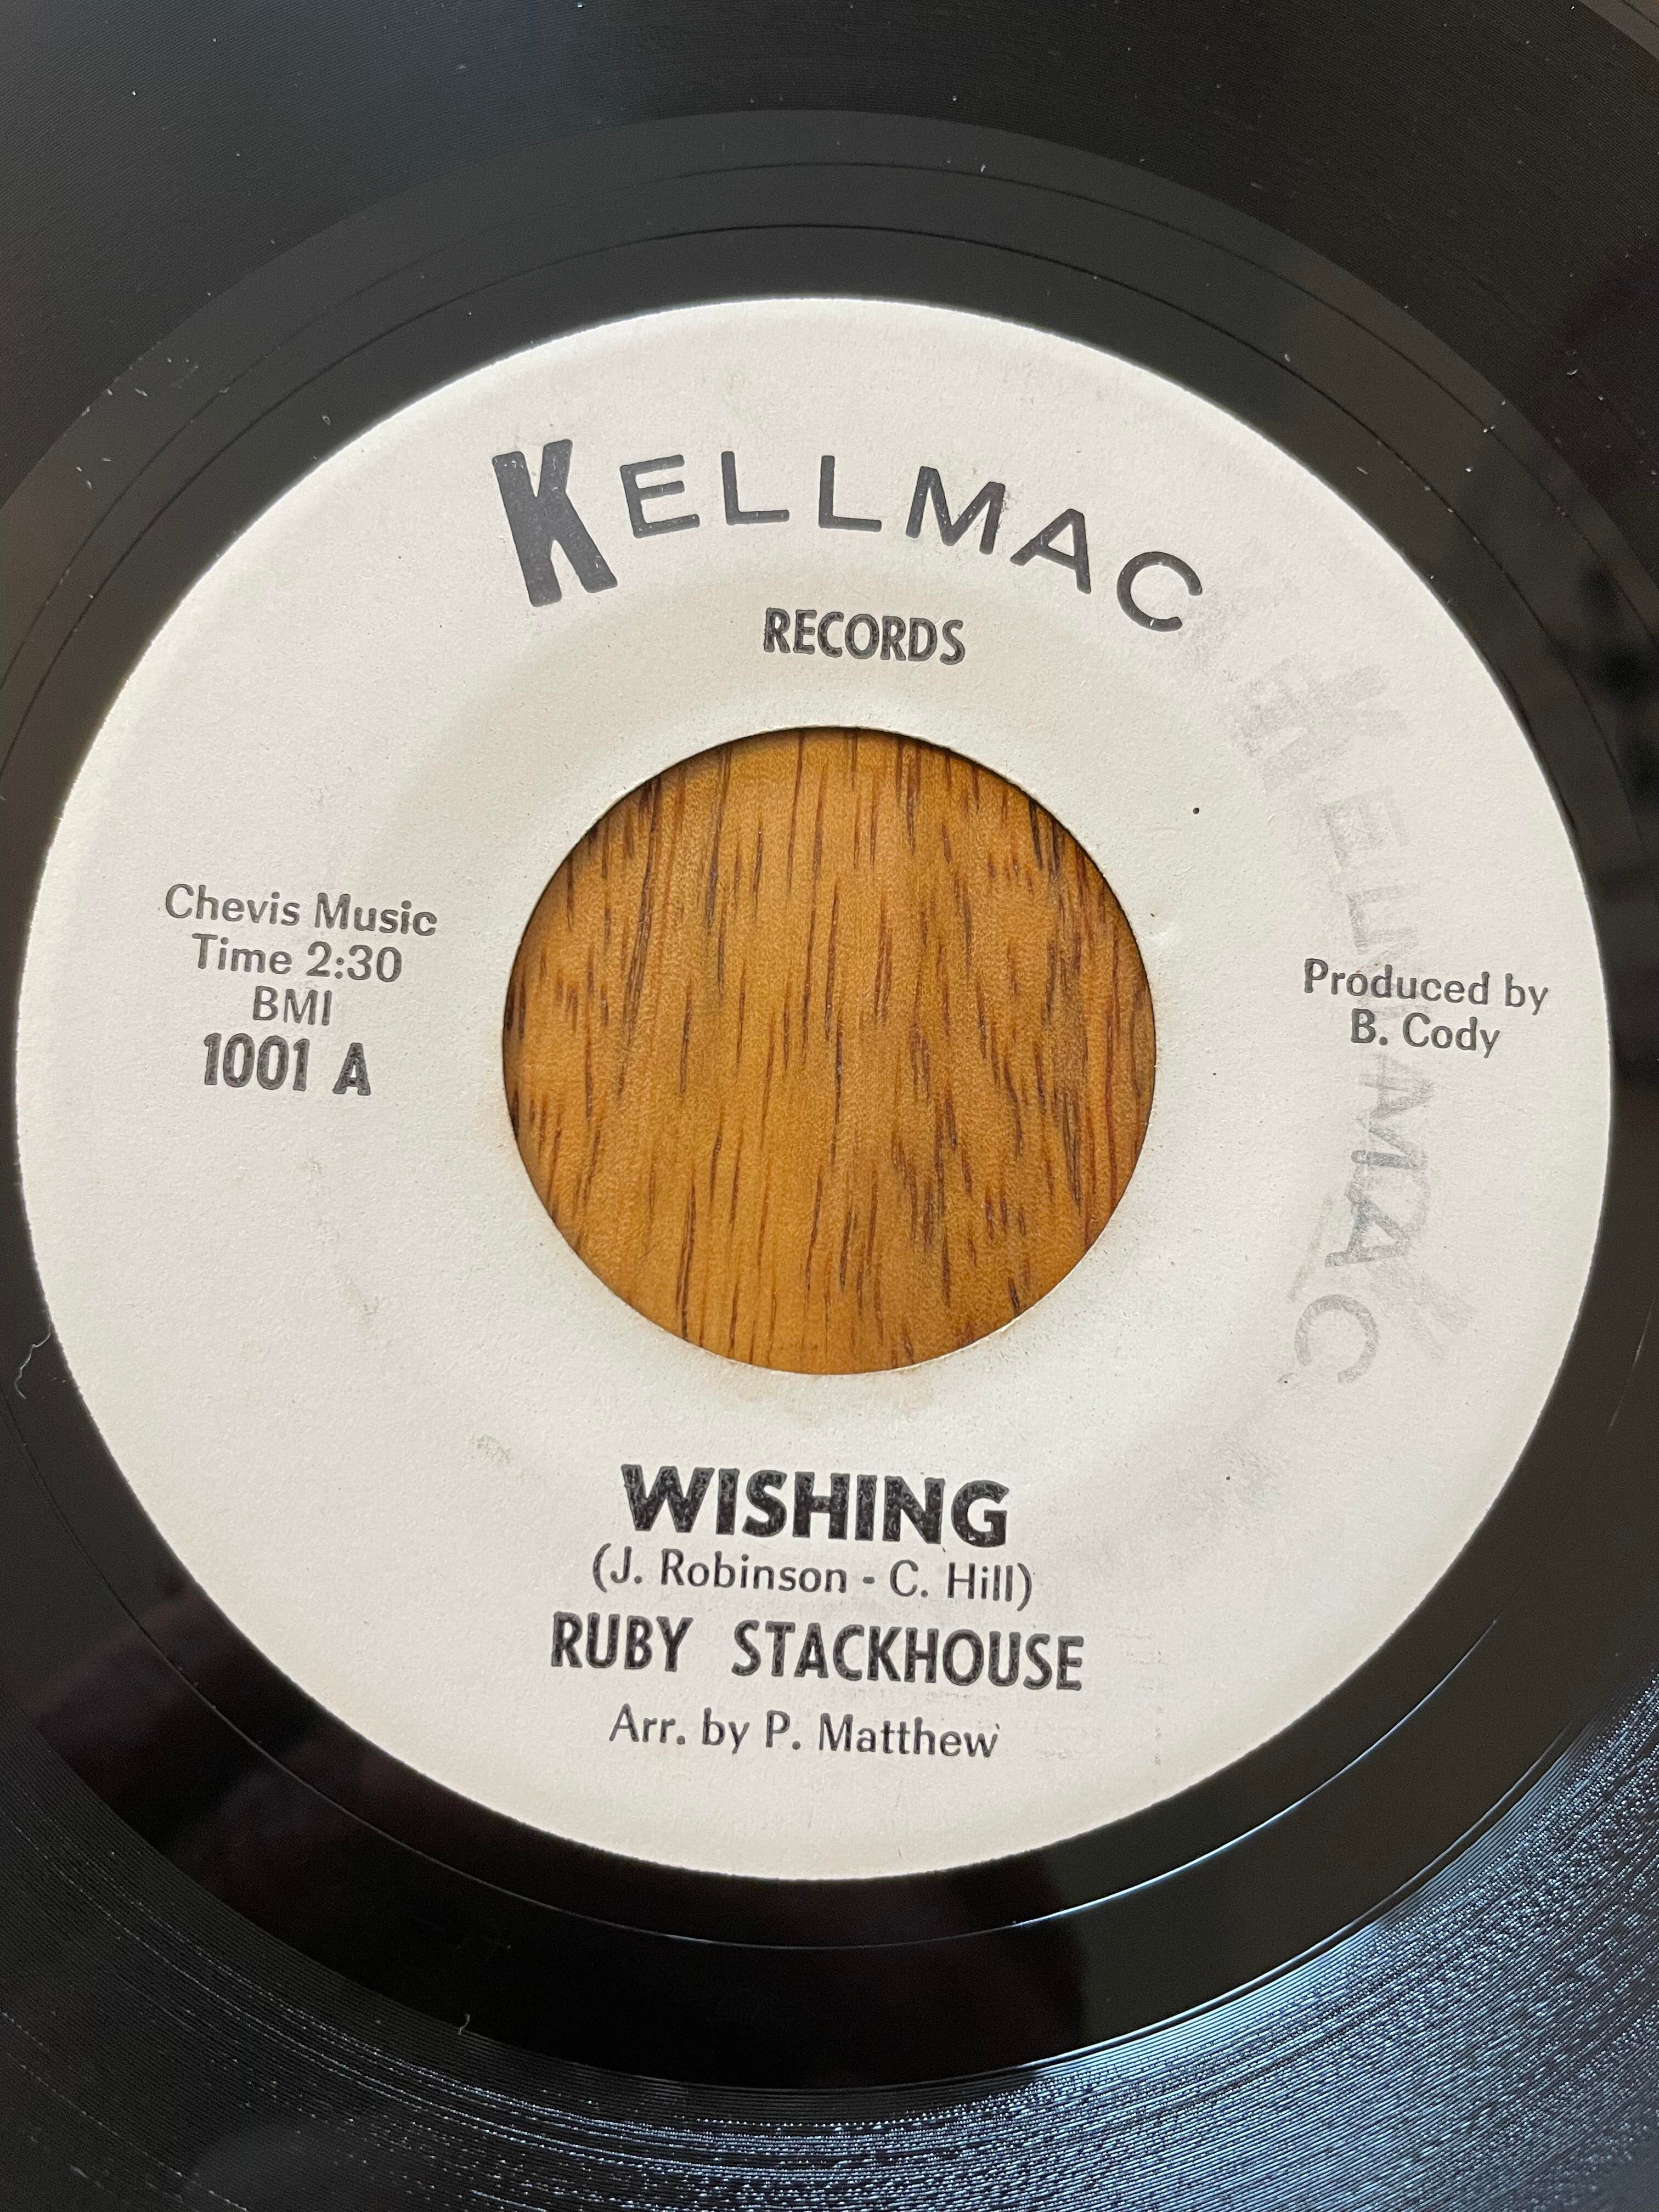 KELLMAC
RECORDS
Chevis Music
Time 2:30
BMI
1001 A
Produced by
B. Cody
KELLMAC
WISHING
(J. Robinson - C. Hill)
RUBY STACKHOUSE
Arr. by P. Matthew